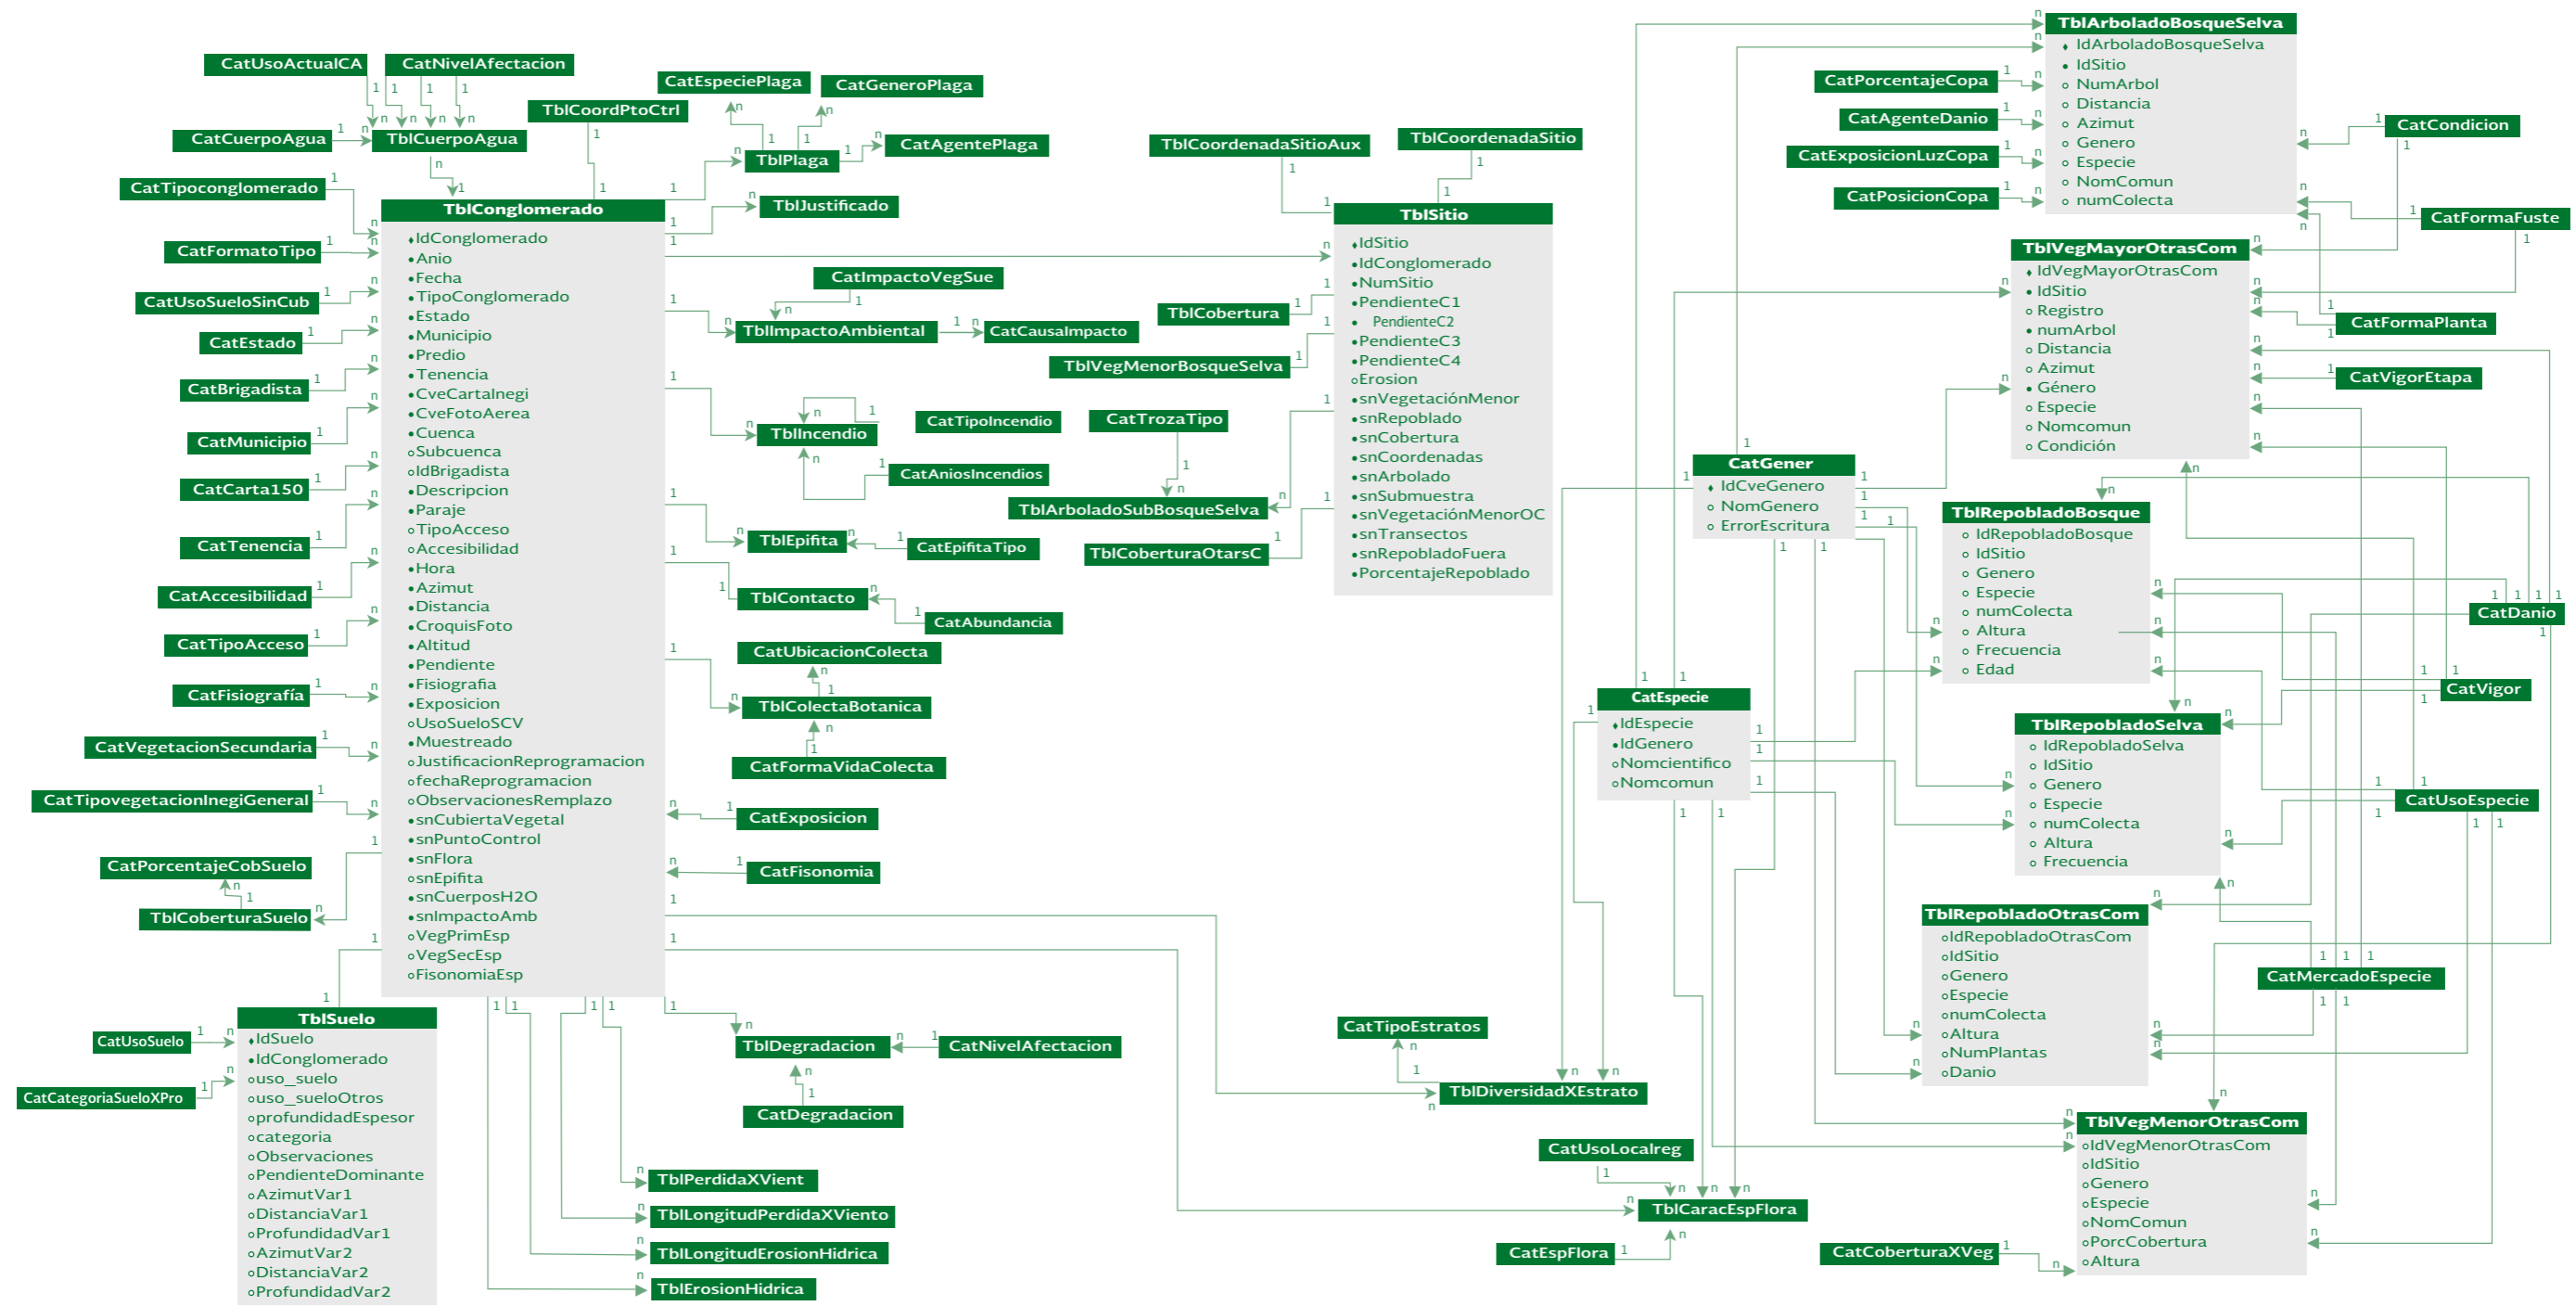 CatUsoActualCA
CatNivelAfectacion
CatCuerpoAgua
TblCuerpoAgua
TblCoordPtoCtrl
CatEspeciePlaga
CatGeneroPlaga
TblPlaga
CatAgentePlaga
TblJustificado
CatTipoconglomerado
CatFormatoTipo
CatUsoSueloSinCub
CatEstado
CatBrigadista
CatMunicipio
CatCarta150
CatTenencia
CatAccesibilidad
CatTipoAcceso
CatFisiografía
CatVegetacionSecundaria
CatTipovegetacionInegiGeneral
CatPorcentajeCobSuelo
TblCoberturaSuelo
TblConglomerado
IdConglomerado
Anio
Fecha
TipoConglomerado
Estado
Municipio
Predio
Tenencia
CveCartaInegi
CveFotoAerea
Cuenca
Subcuenca
IdBrigadista
Descripcion
Paraje
TipoAcceso
Accesibilidad
Hora
Azimut
Distancia
CroquisFoto
Altitud
Pendiente
Fisiografia
Exposicion
UsoSueloSCV
Muestreado
JustificacionReprogramacion
fechaReprogramacion
ObservacionesRemplazo
snCubiertaVegetal
snPuntoControl
snFlora
snEpifita
snCuerposH2O
snImpactoAmb
VegPrimEsp
VegSecEsp
FisonomiaEsp
CatUsoSuelo
CatCategoriaSueloXPro
TblSuelo
IdSuelo
IdConglomerado
uso_suelo
uso_sueloOtros
profundidadEspesor
categoria
Observaciones
PendienteDominante
AzimutVar1
DistanciaVar1
ProfundidadVar1
AzimutVar2
DistanciaVar2
ProfundidadVar2
CatImpactoVegSue
TblImpactoAmbiental
CatCausaImpacto
TblIncendio
CatTipoIncendio
CatAniosIncendios
TblEpifita
CatEpifitaTipo
TblContacto
CatAbundancia
CatUbicacionColecta
TblColectaBotanica
CatFormaVidaColecta
CatExposicion
CatFisonomia
TblDegradacion
CatNivelAfectacion
CatDegradacion
TblPerdidaXVient
TblLongitudPerdidaXViento
TblLongitudErosionHidrica
TblErosionHidrica
TblCoordenadaSitioAux
TblCoordenadaSitio
TblCobertura
TblVegMenorBosqueSelva
CatTrozaTipo
TblArboladoSubBosqueSelva
TblCoberturaOtarsC
TblSitio
IdSitio
IdConglomerado
NumSitio
PendienteC1
PendienteC2
PendienteC3
PendienteC4
Erosion
snVegetaciónMenor
snRepoblado
snCobertura
snCoordenadas
snArbolado
snSubmuestra
snVegetaciónMenorOC
snTransectos
snRepobladoFuera
PorcentajeRepoblado
CatTipoEstratos
TblDiversidadXEstrato
CatUsoLocalreg
TblCaracEspFlora
CatEspFlora
CatGener
IdCveGenero
NomGenero
ErrorEscritura
CatEspecie
IdEspecie
IdGenero
Nomcientifico
Nomcomun
CatPorcentajeCopa
CatAgenteDanio
CatExposicionLuzCopa
CatPosicionCopa
TblArboladoBosqueSelva
IdArboladoBosqueSelva
IdSitio
NumArbol
Distancia
Azimut
Genero
Especie
NomComun
numColecta
TblVegMayorOtrasCom
IdVegMayorOtrasCom
IdSitio
Registro
numArbol
Distancia
Azimut
Género
Especie
Nomcomun
Condición
TblRepobladoBosque
IdRepobladoBosque
IdSitio
Genero
Especie
numColecta
Altura
Frecuencia
Edad
TblRepobladoSelva
IdRepobladoSelva
IdSitio
Genero
Especie
numColecta
Altura
Frecuencia
TblRepobladoOtrasCom
IdRepobladoOtrasCom
IdSitio
Genero
Especie
numColecta
Altura
NumPlantas
Danio
TblVegMenorOtrasCom
IdVegMenorOtrasCom
IdSitio
Genero
Especie
NomComun
PorcCobertura
Altura
CatCoberturaXVeg
CatCondicion
CatFormaFuste
CatFormaPlanta
CatVigorEtapa
CatDanio
CatVigor
CatUsoEspecie
CatMercadoEspecie